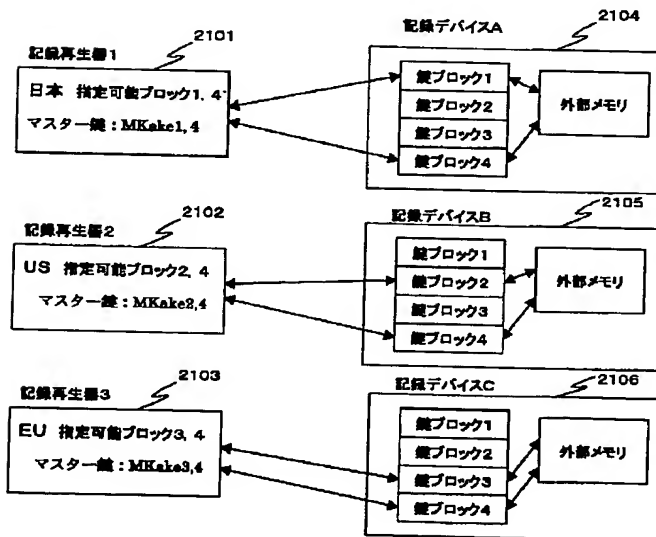 記録再生器1
2101
日本 指定可能ブロック1, 4
マスター鍵:MKake1,4
記録デバイスA
2104
鍵ブロック1
鍵ブロック2
鍵ブロック3
鍵ブロック4
外部メモリ
記録再生器2
2102
US 指定可能ブロック2, 4
マスター鍵:MKake2,4
記録デバイスB
2105
鍵ブロック1
鍵ブロック2
鍵ブロック3
鍵ブロック4
外部メモリ
記録再生器3
2103
EU 指定可能ブロック3, 4
マスター鍵:MKake3,4
記録デバイスC
2106
鍵ブロック1
鍵ブロック2
鍵ブロック3
鍵ブロック4
外部メモリ